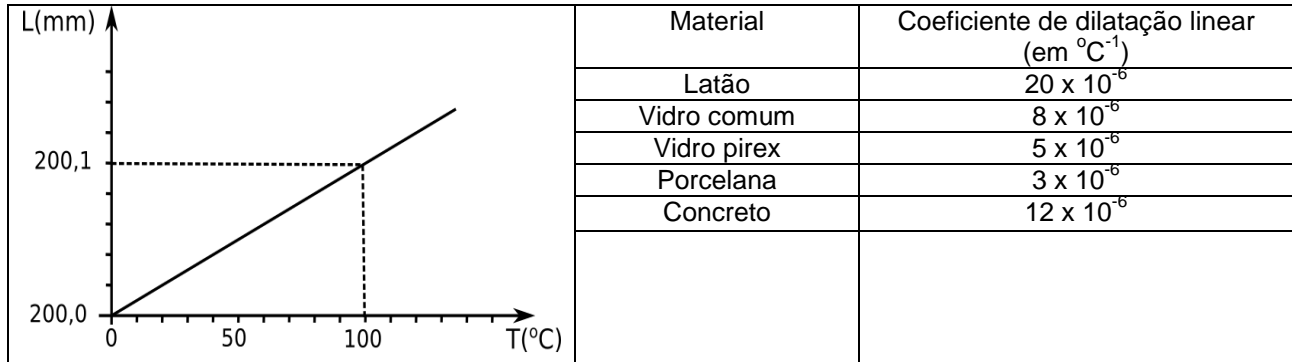 L(mm)
200,1
200,0
0 50 100 T(°C)
Material Coeficiente de dilatação linear
(em °C⁻¹)
Latão 20 x 10⁻⁶
Vidro comum 8 x 10⁻⁶
Vidro pirex 5 x 10⁻⁶
Porcelana 3 x 10⁻⁶
Concreto 12 x 10⁻⁶